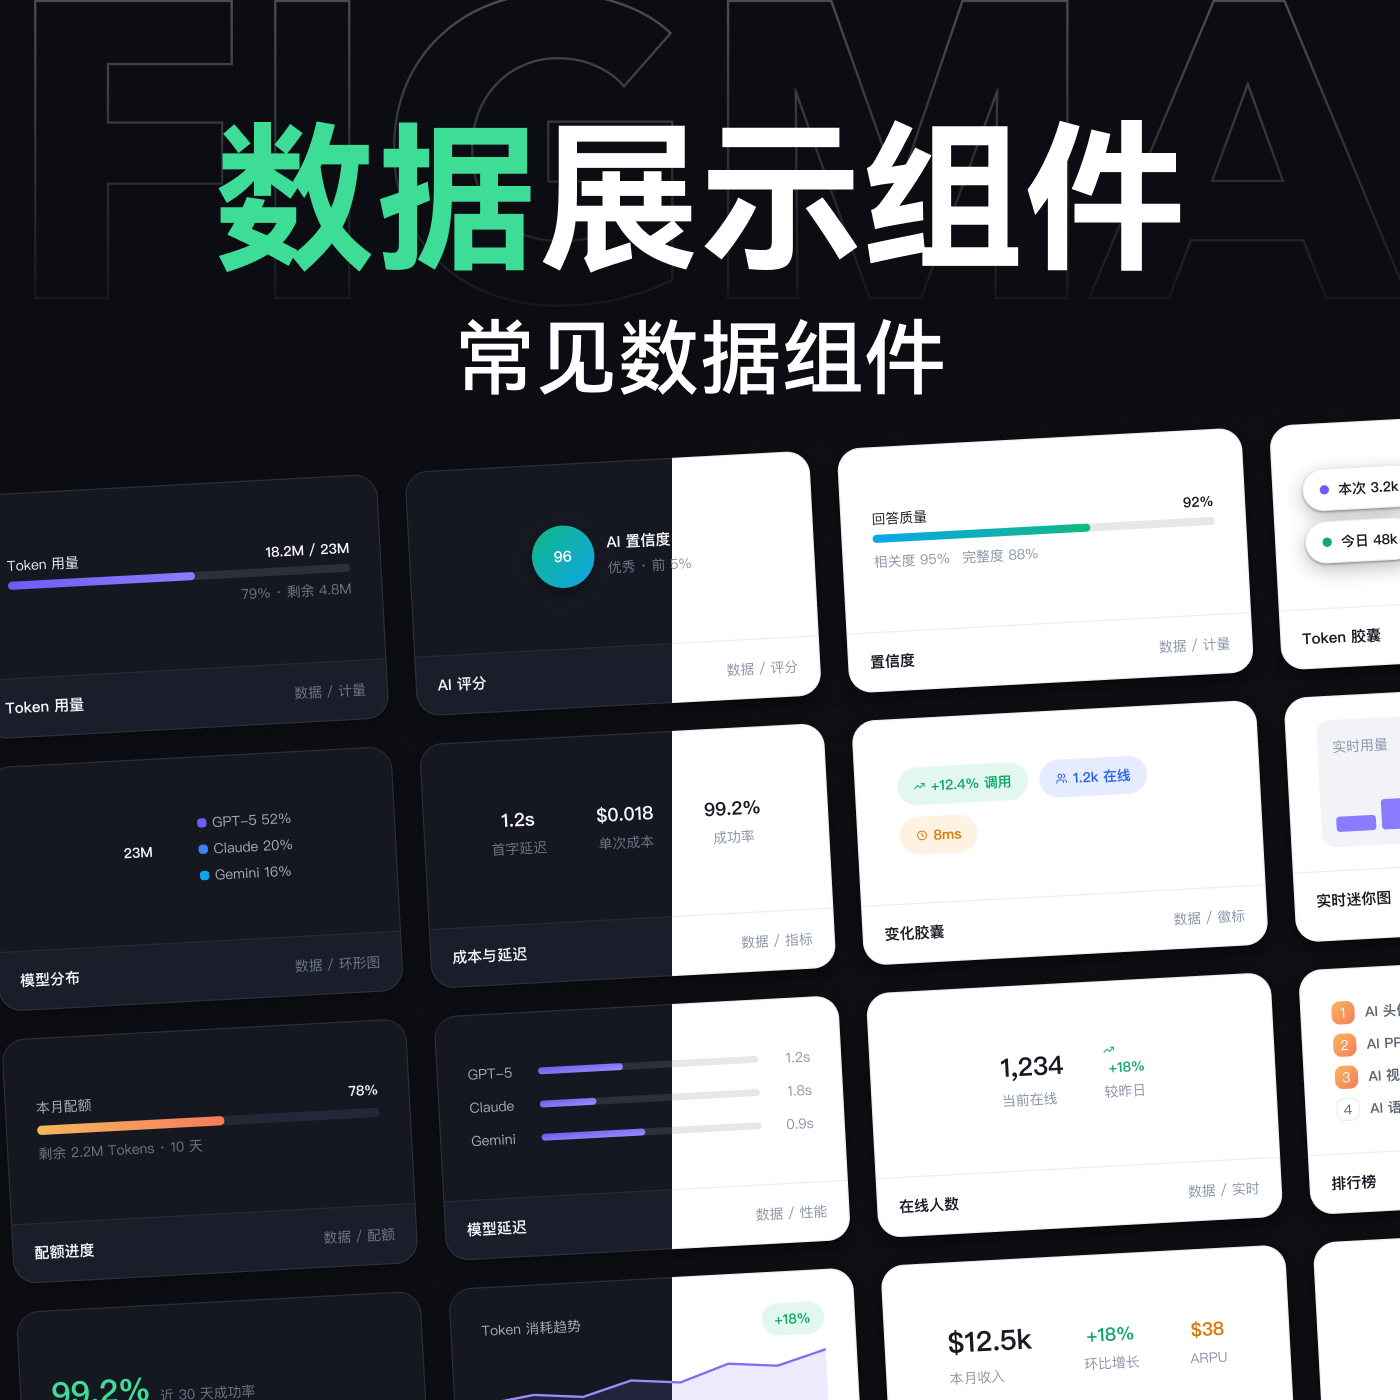 FIGMA
数据展示组件
常见数据组件
Token 用量
18.2M / 23M
79% · 剩余 4.8M
Token 用量
数据 / 计量
96
AI 置信度
优秀 · 前 5%
AI 评分
数据 / 评分
回答质量
92%
相关度 95% 完整度 88%
置信度
数据 / 计量
本次 3.2k
今日 48k
Token 胶囊
23M
GPT-5 52%
Claude 20%
Gemini 16%
模型分布
数据 / 环形图
1.2s
首字延迟
$0.018
单次成本
99.2%
成功率
成本与延迟
数据 / 指标
+12.4% 调用
1.2k 在线
8ms
变化胶囊
数据 / 徽标
实时用量
实时迷你图
本月配额
78%
剩余 2.2M Tokens · 10 天
配额进度
数据 / 配额
GPT-5
1.2s
Claude
1.8s
Gemini
0.9s
模型延迟
数据 / 性能
1,234
当前在线
+18%
较昨日
在线人数
数据 / 实时
1 AI 头
2 AI PP
3 AI 视
4 AI 语
排行榜
99.2%
近 30 天成功率
Token 消耗趋势
+18%
$12.5k
本月收入
+18%
环比增长
$38
ARPU